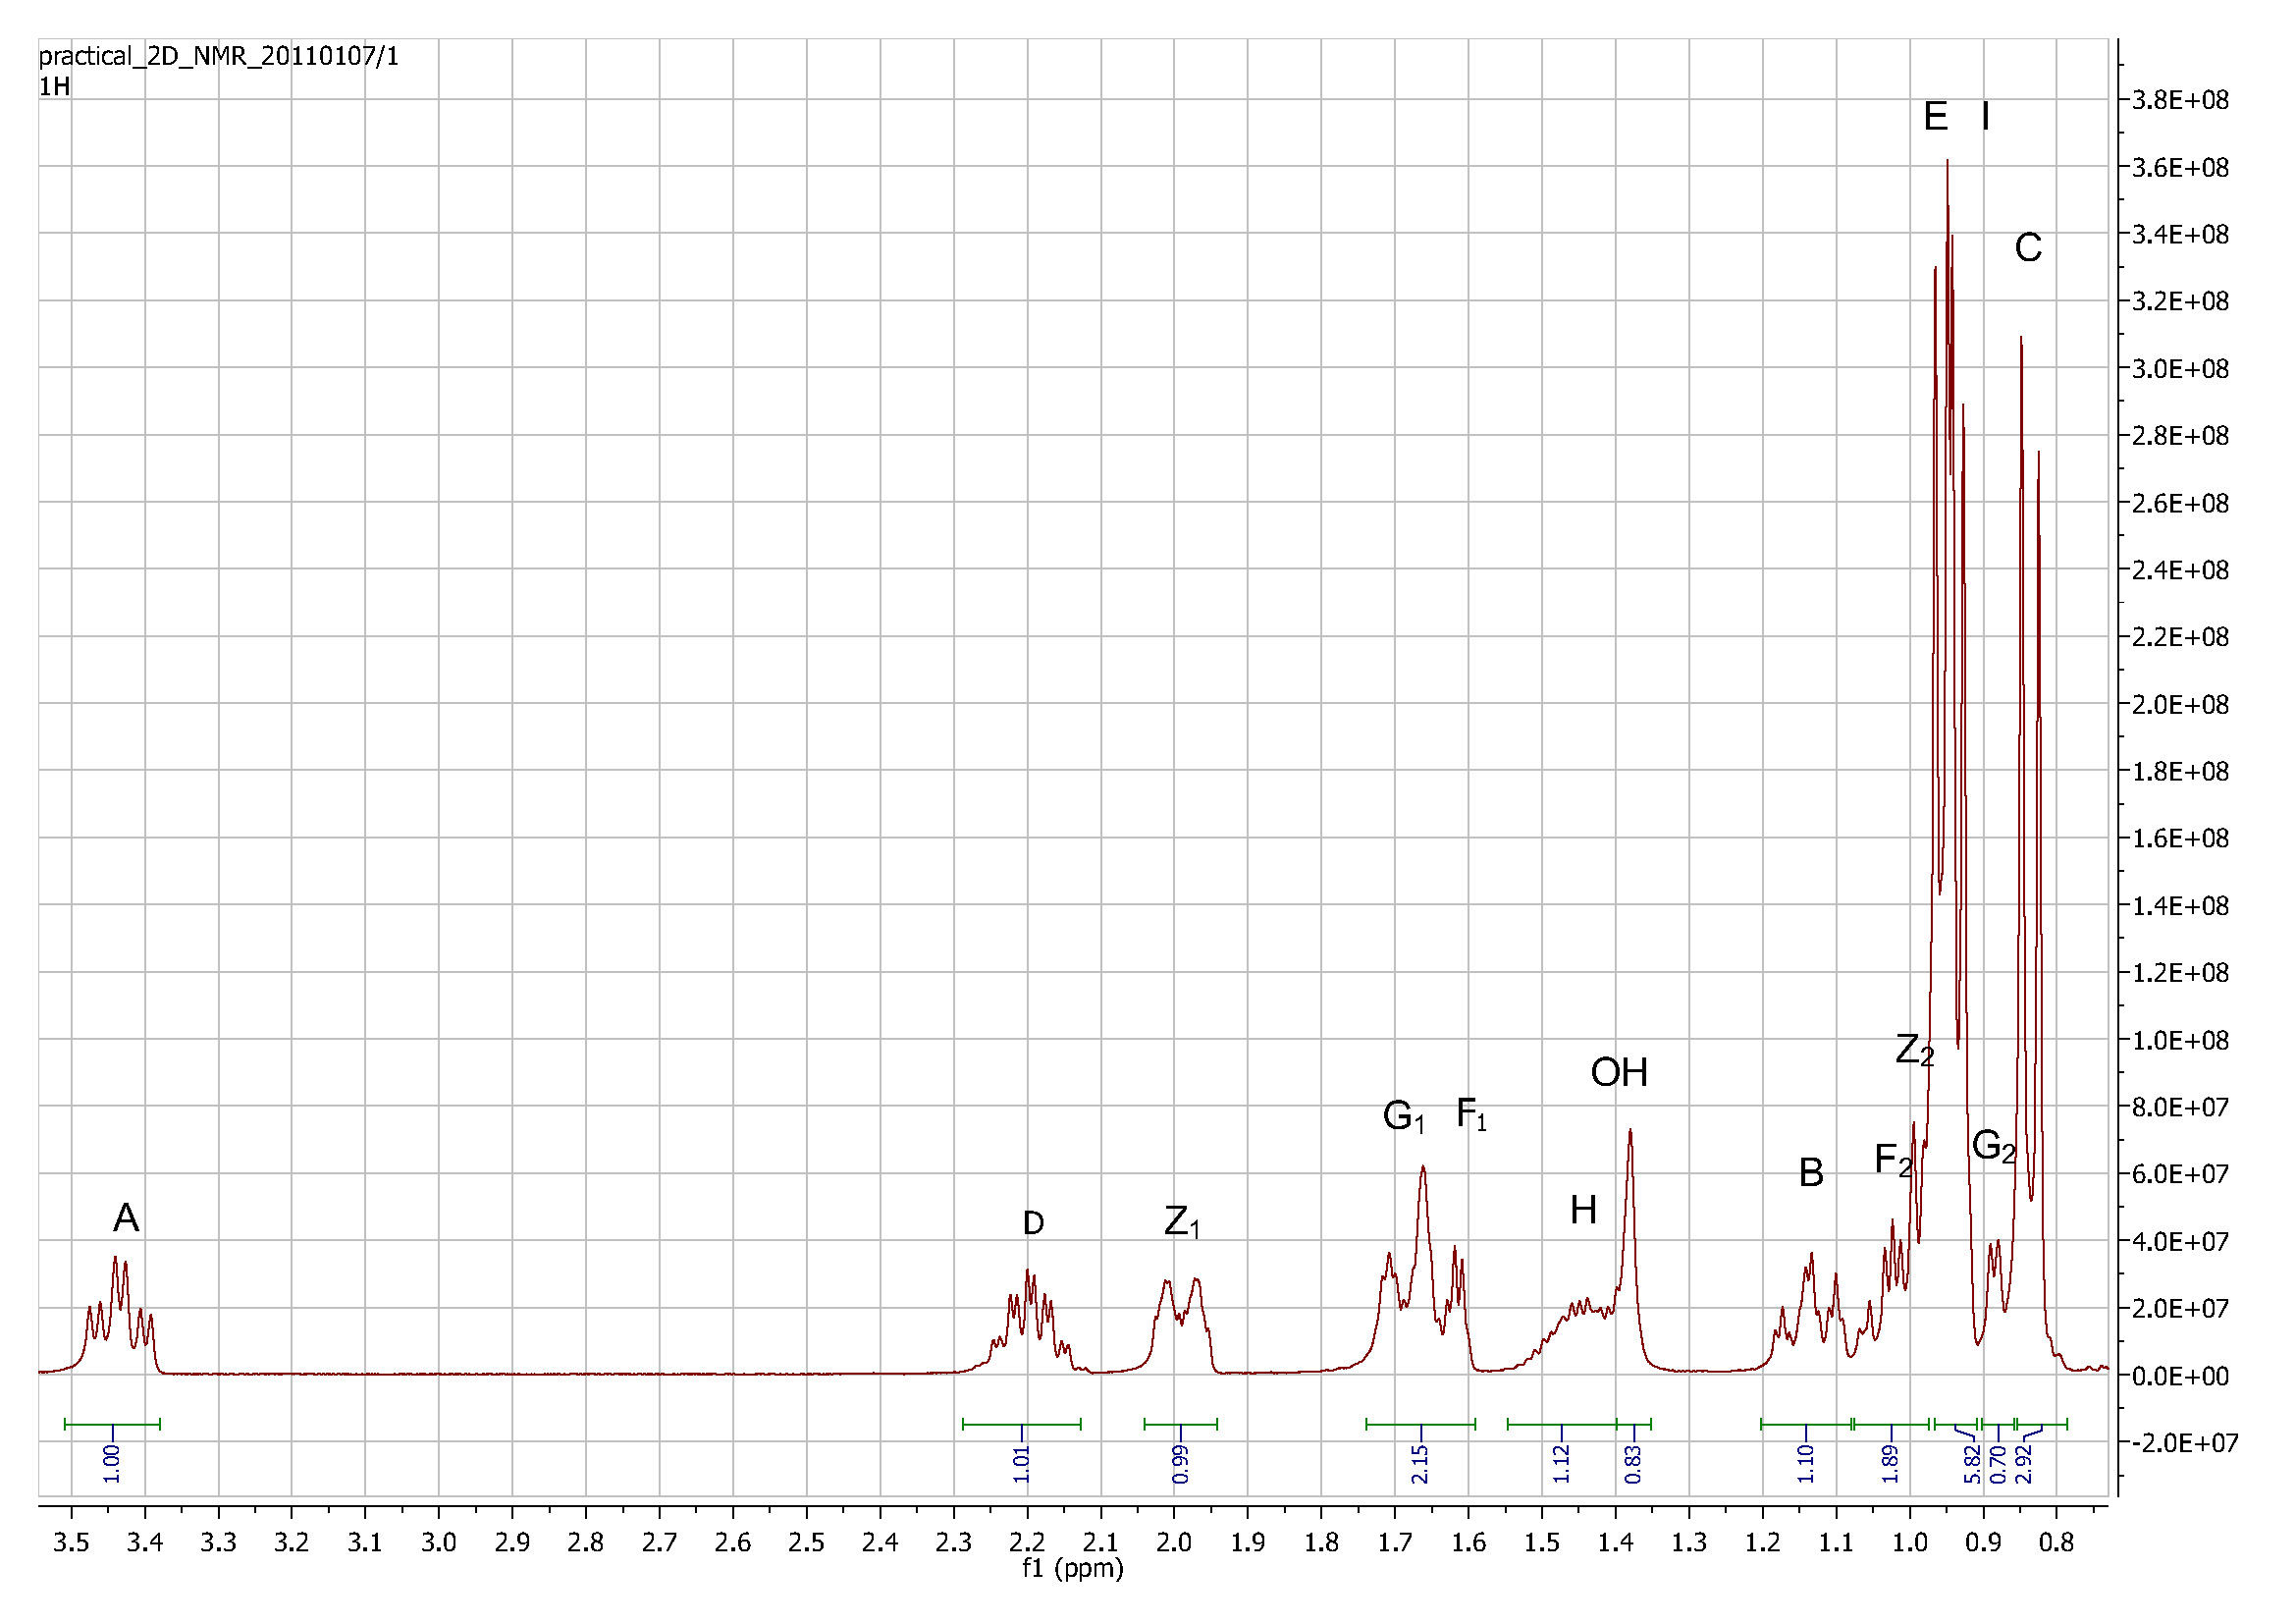 practical_2D_NMR_20110107/1
1H
3.8E+08
E I
3.6E+08
3.4E+08
C
3.2E+08
3.0E+08
2.8E+08
2.6E+08
2.4E+08
2.2E+08
2.0E+08
1.8E+08
1.6E+08
1.4E+08
1.2E+08
1.0E+08
Z2
OH
8.0E+07
G1 F1
6.0E+07
G2
F2
B
A
D
Z1
H
4.0E+07
2.0E+07
0.0E+00
-2.0E+07
1.00 1.01 0.99 2.15 1.12 0.83 1.10 1.89 5.82 0.70 2.92
3.5 3.4 3.3 3.2 3.1 3.0 2.9 2.8 2.7 2.6 2.5 2.4 2.3 2.2 2.1 2.0 1.9 1.8 1.7 1.6 1.5 1.4 1.3 1.2 1.1 1.0 0.9 0.8
f1 (ppm)